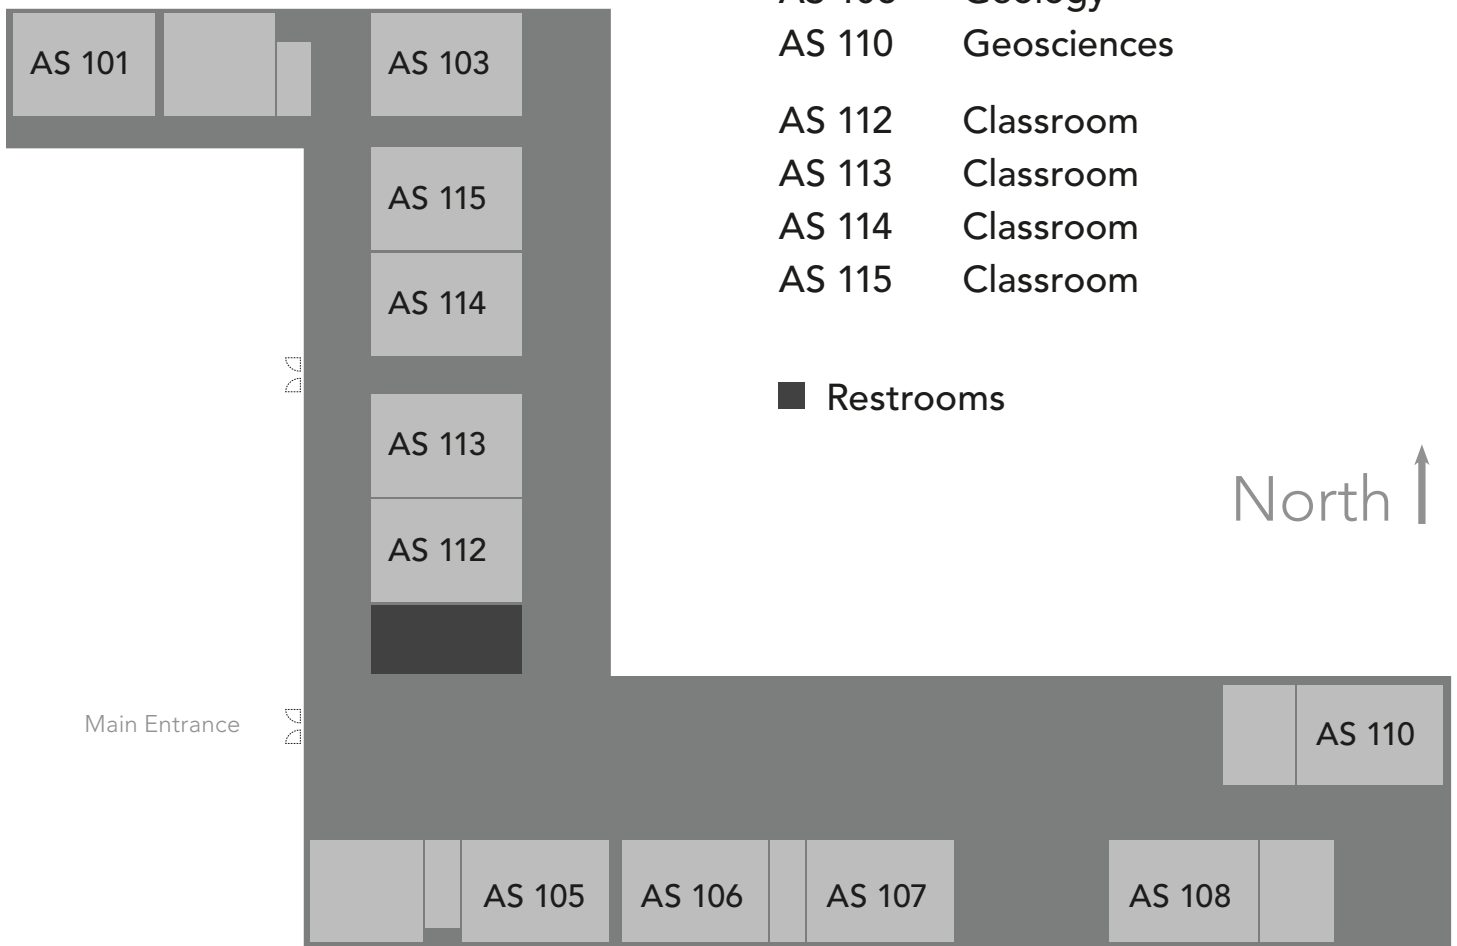 Geology
AS 110 Geosciences
AS 112 Classroom
AS 113 Classroom
AS 114 Classroom
AS 115 Classroom
Restrooms
North
AS 101
AS 103
AS 115
AS 114
AS 113
AS 112
Main Entrance
AS 110
AS 105
AS 106
AS 107
AS 108